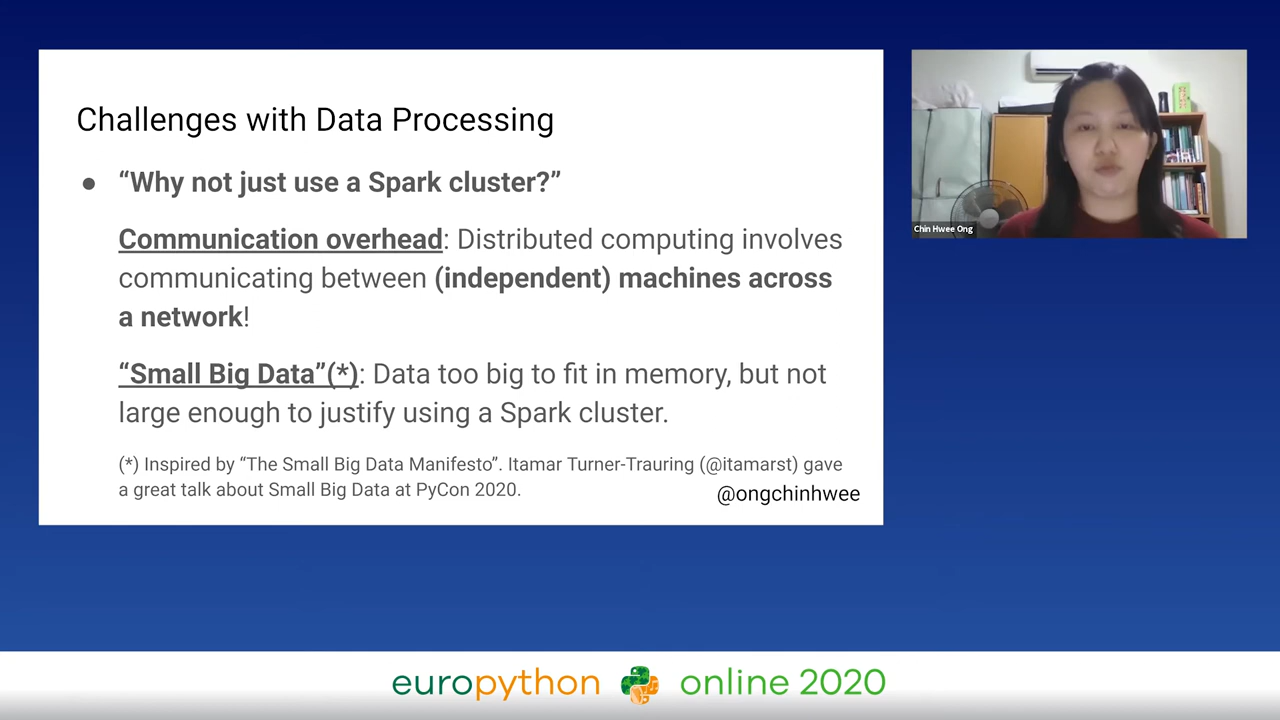 Challenges with Data Processing
● “Why not just use a Spark cluster?”
Communication overhead: Distributed computing involves
communicating between (independent) machines across
a network!
“Small Big Data”(*): Data too big to fit in memory, but not
large enough to justify using a Spark cluster.
(*) Inspired by “The Small Big Data Manifesto”. Itamar Turner-Trauring (@itamarst) gave
a great talk about Small Big Data at PyCon 2020.
@ongchinhwee
Chin Hwee Ong
europython online 2020